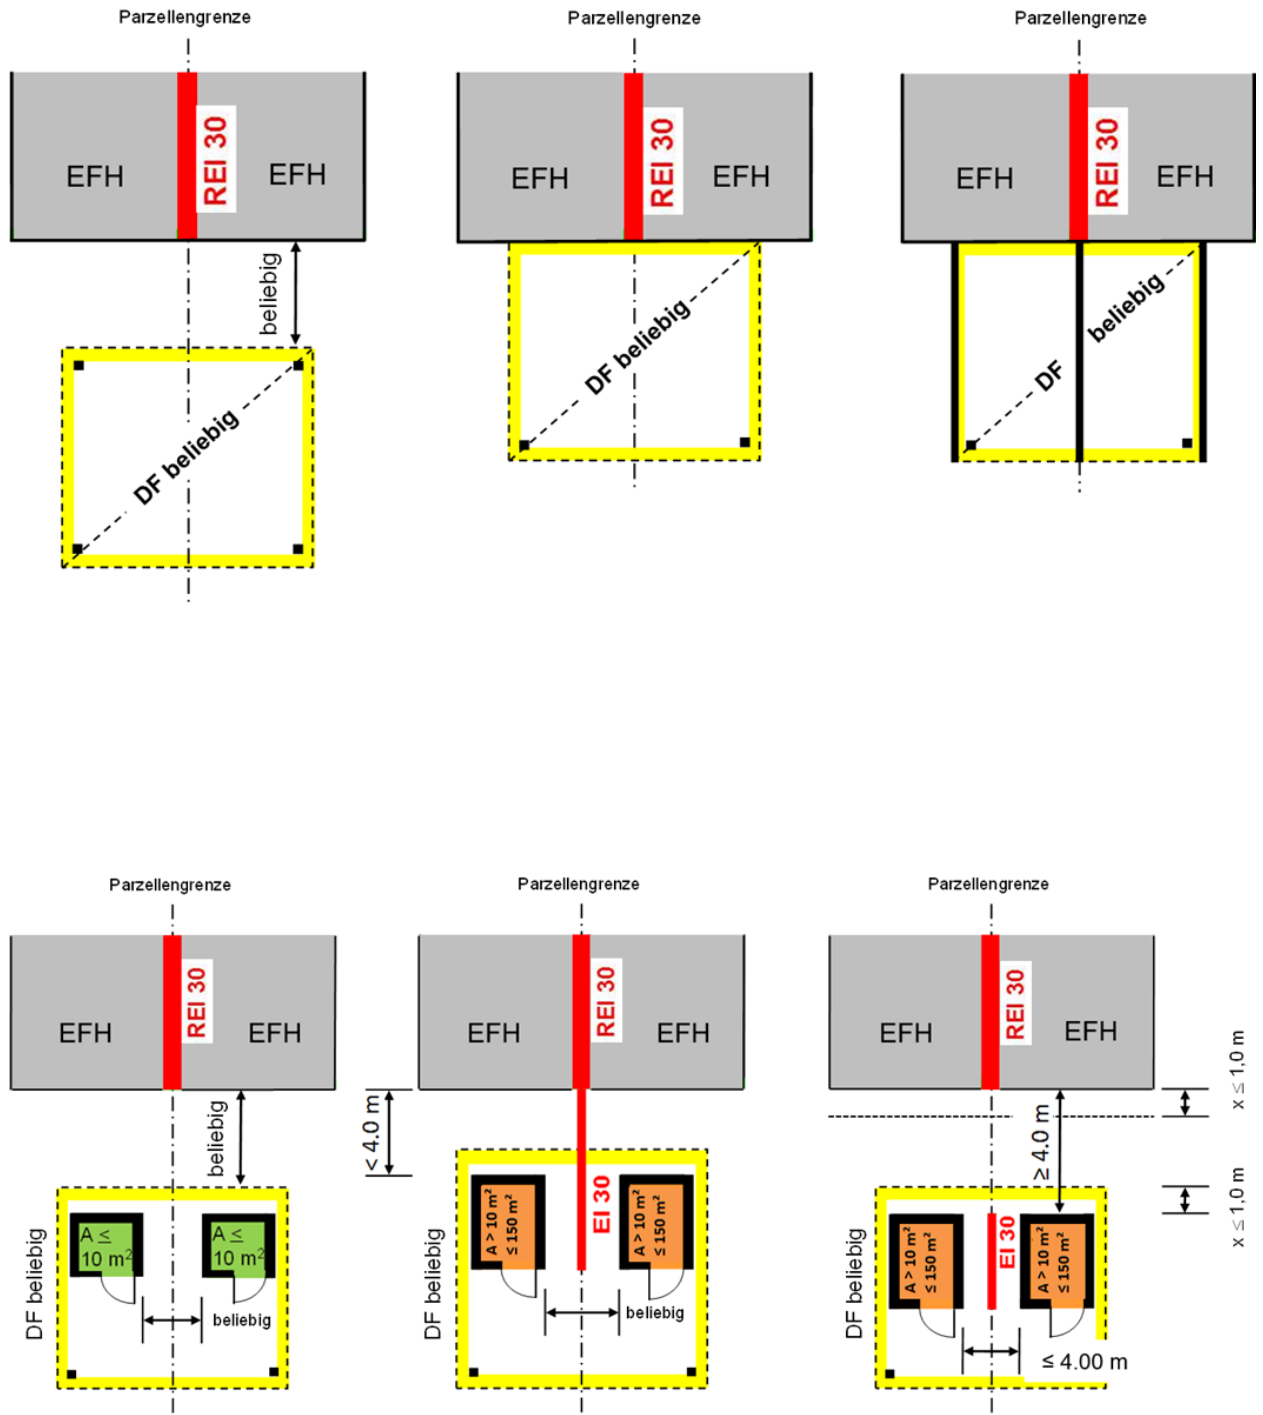 Parzellengrenze
Parzellengrenze
Parzellengrenze
EFH
REI 30
EFH
EFH
REI 30
EFH
EFH
REI 30
EFH
beliebig
DF beliebig
DF beliebig
DF beliebig
Parzellengrenze
Parzellengrenze
Parzellengrenze
EFH
REI 30
EFH
EFH
REI 30
EFH
EFH
REI 30
EFH
beliebig
< 4.0 m
≥ 4.0 m
x ≤ 1,0 m
x ≤ 1,0 m
DF beliebig
A ≤
10 m²
A ≤
10 m²
beliebig
DF beliebig
A > 10 m²
≤ 150 m²
EI 30
A > 10 m²
≤ 150 m²
beliebig
DF beliebig
A > 10 m²
≤ 150 m²
EI 30
A > 10 m²
≤ 150 m²
≤ 4.00 m